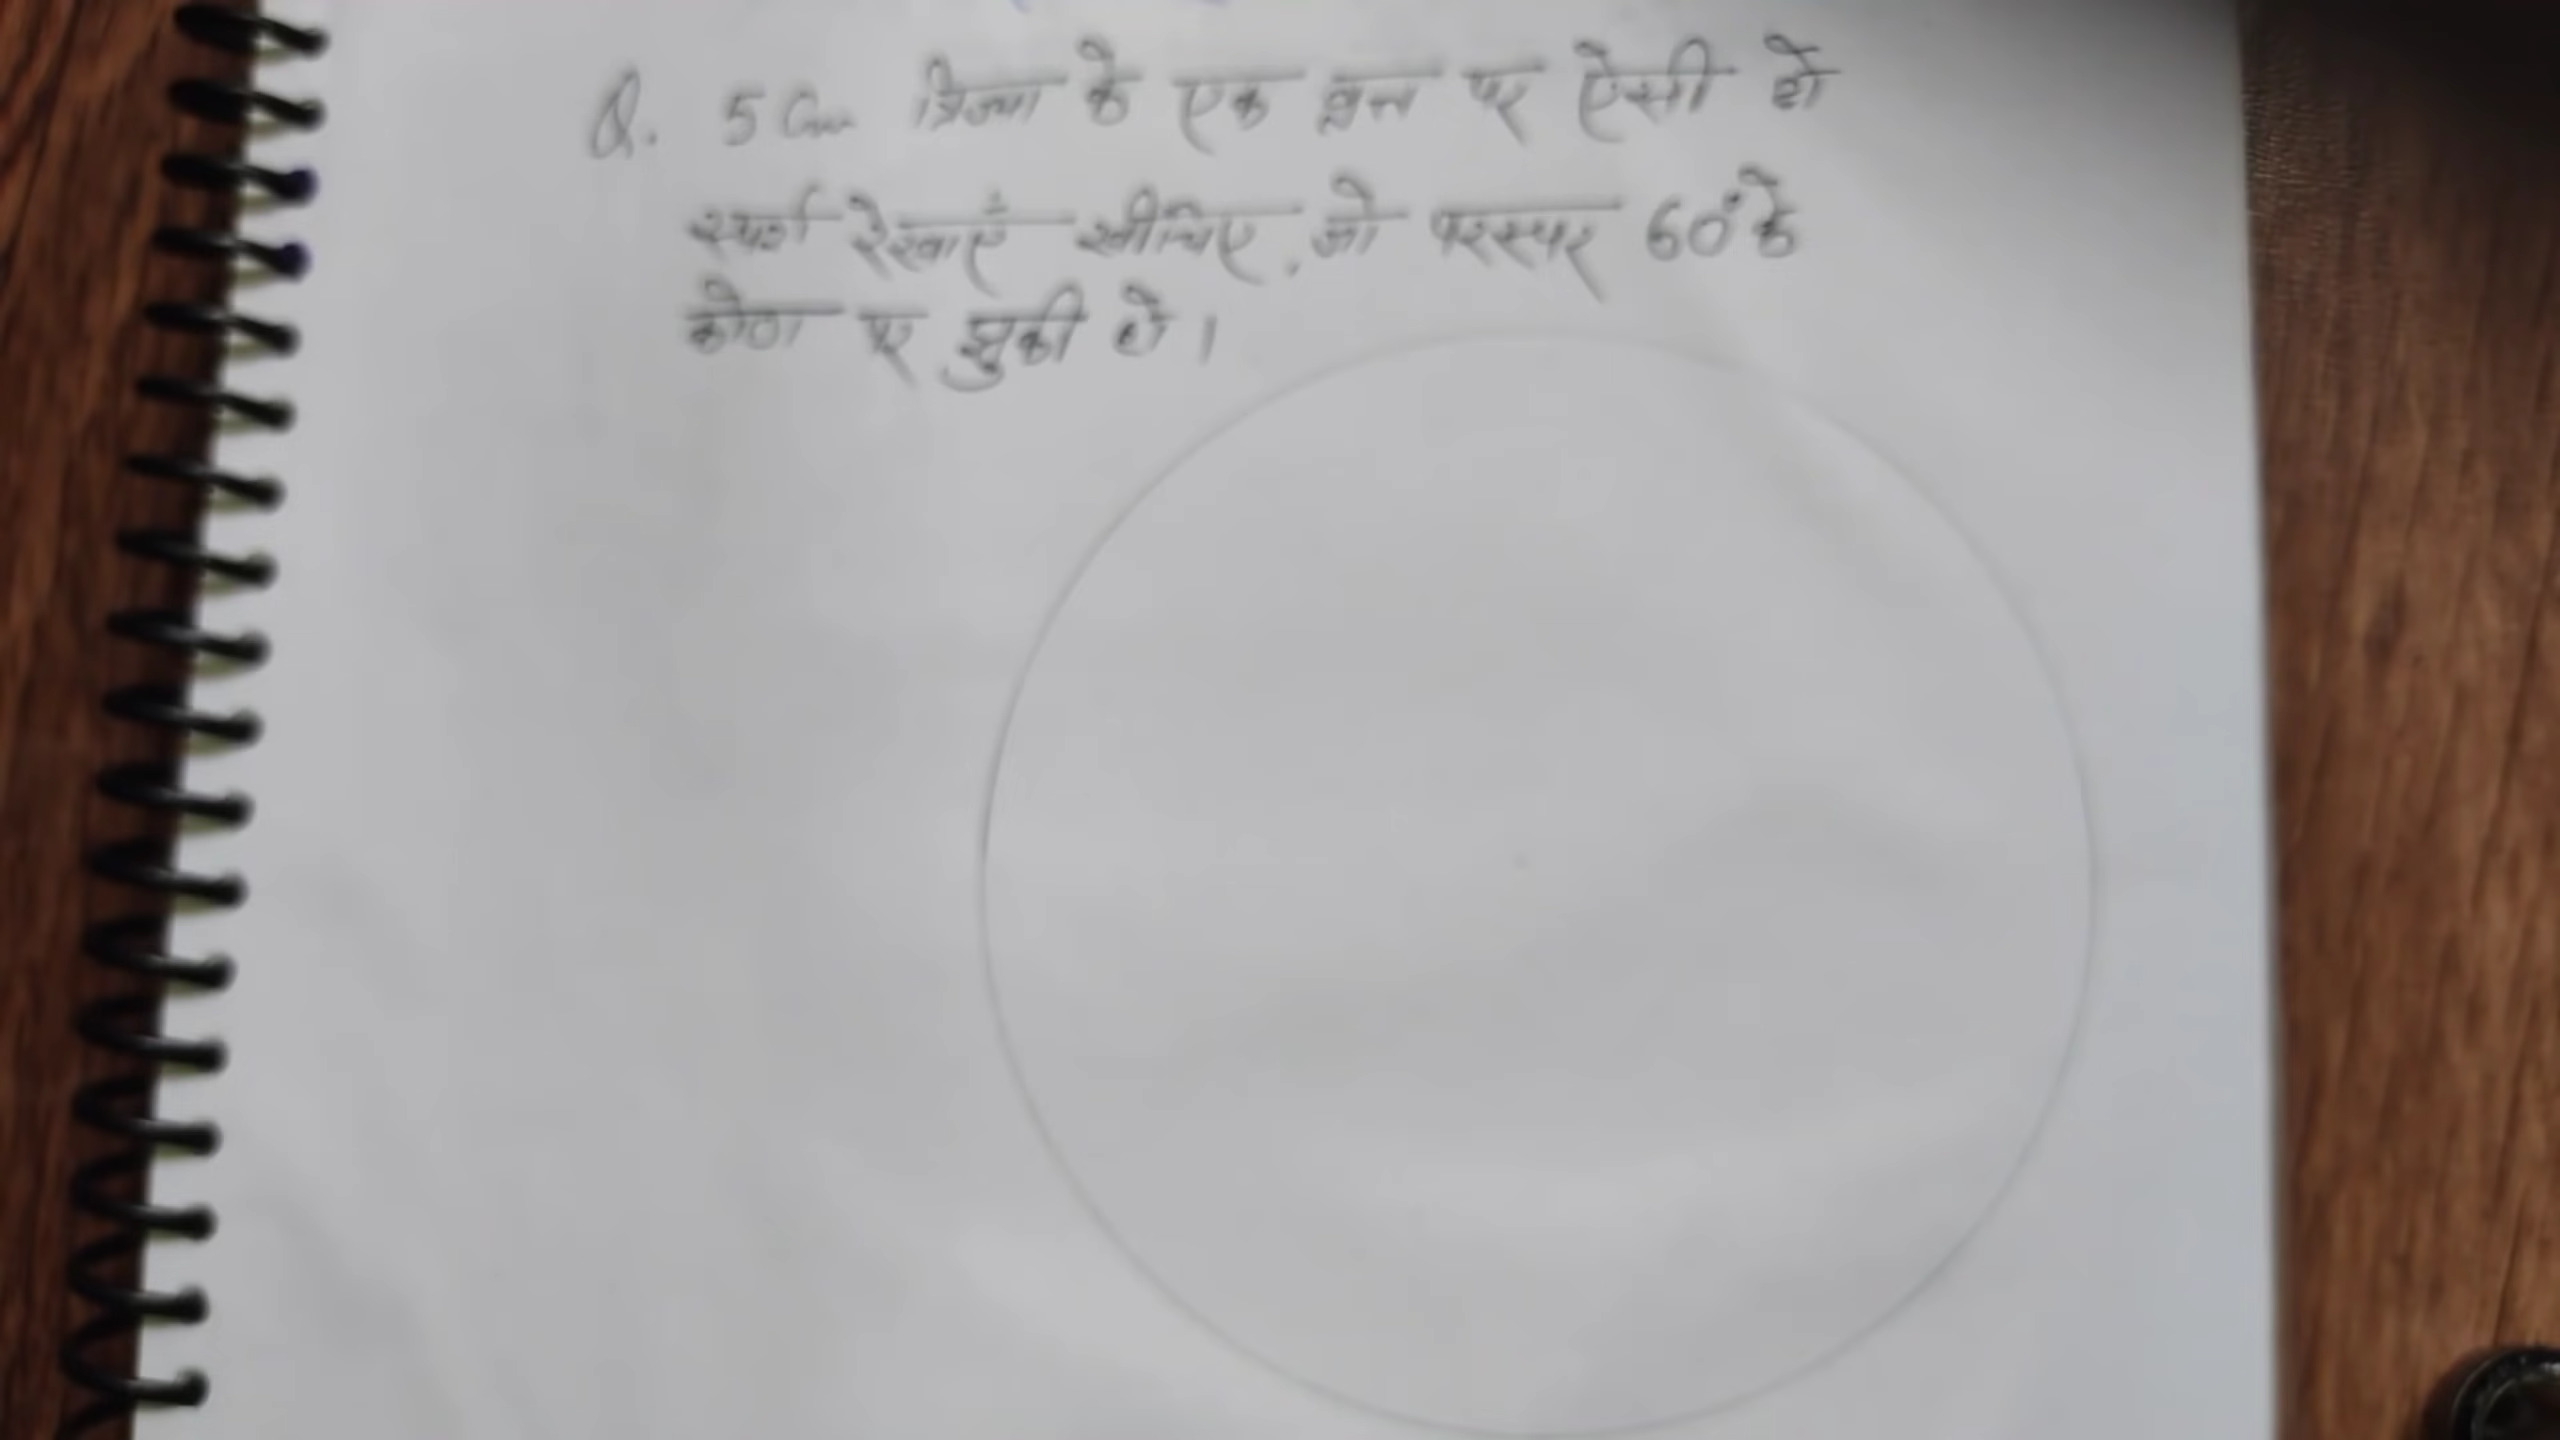 Q. 5 Cm त्रिज्या के एक वृत्त पर ऐसी दो
स्पर्श रेखाएँ खीचिए, जो परस्पर 60° के
कोण पर झुकी हो।